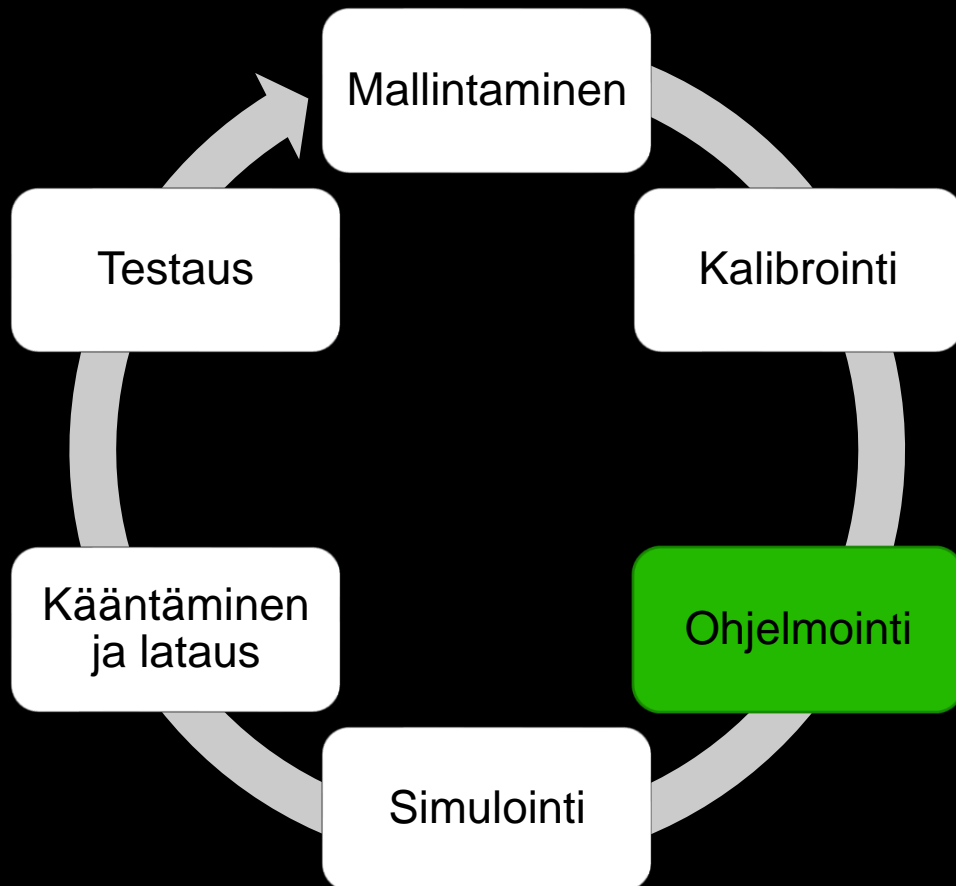 Mallintaminen
Kalibrointi
Ohjelmointi
Simulointi
Kääntäminen
ja lataus
Testaus